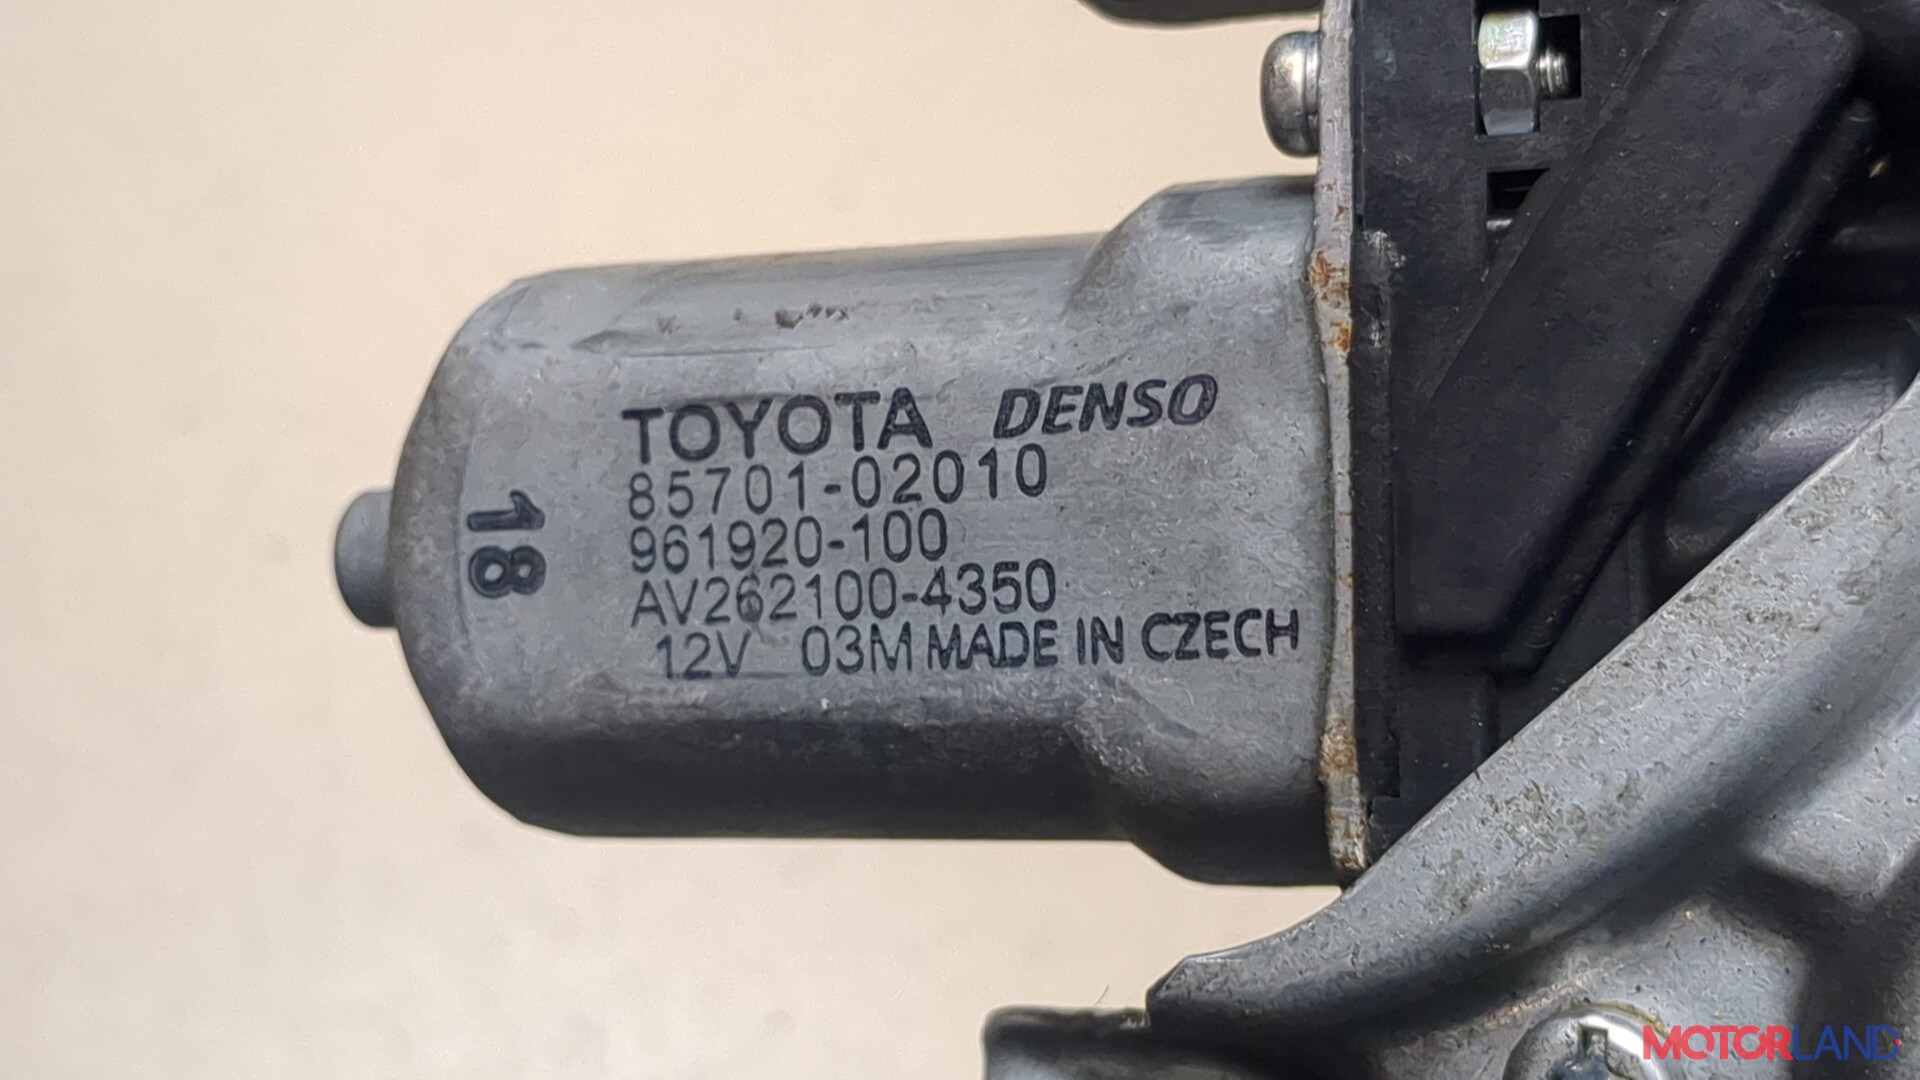 TOYOTA DENSO
85701-02010
961920-100
AV262100-4350
12V 03M MADE IN CZECH
18
MOTORLAND